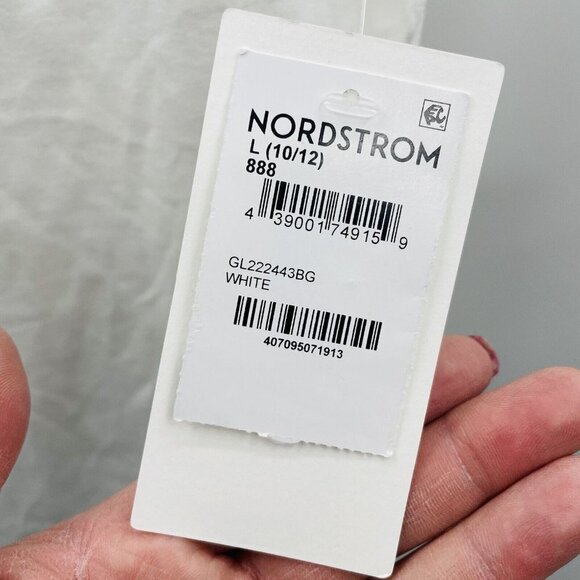 NORDSTROM
L (10/12)
888
4 39001 74915 9
GL222443BG
WHITE
407095071913